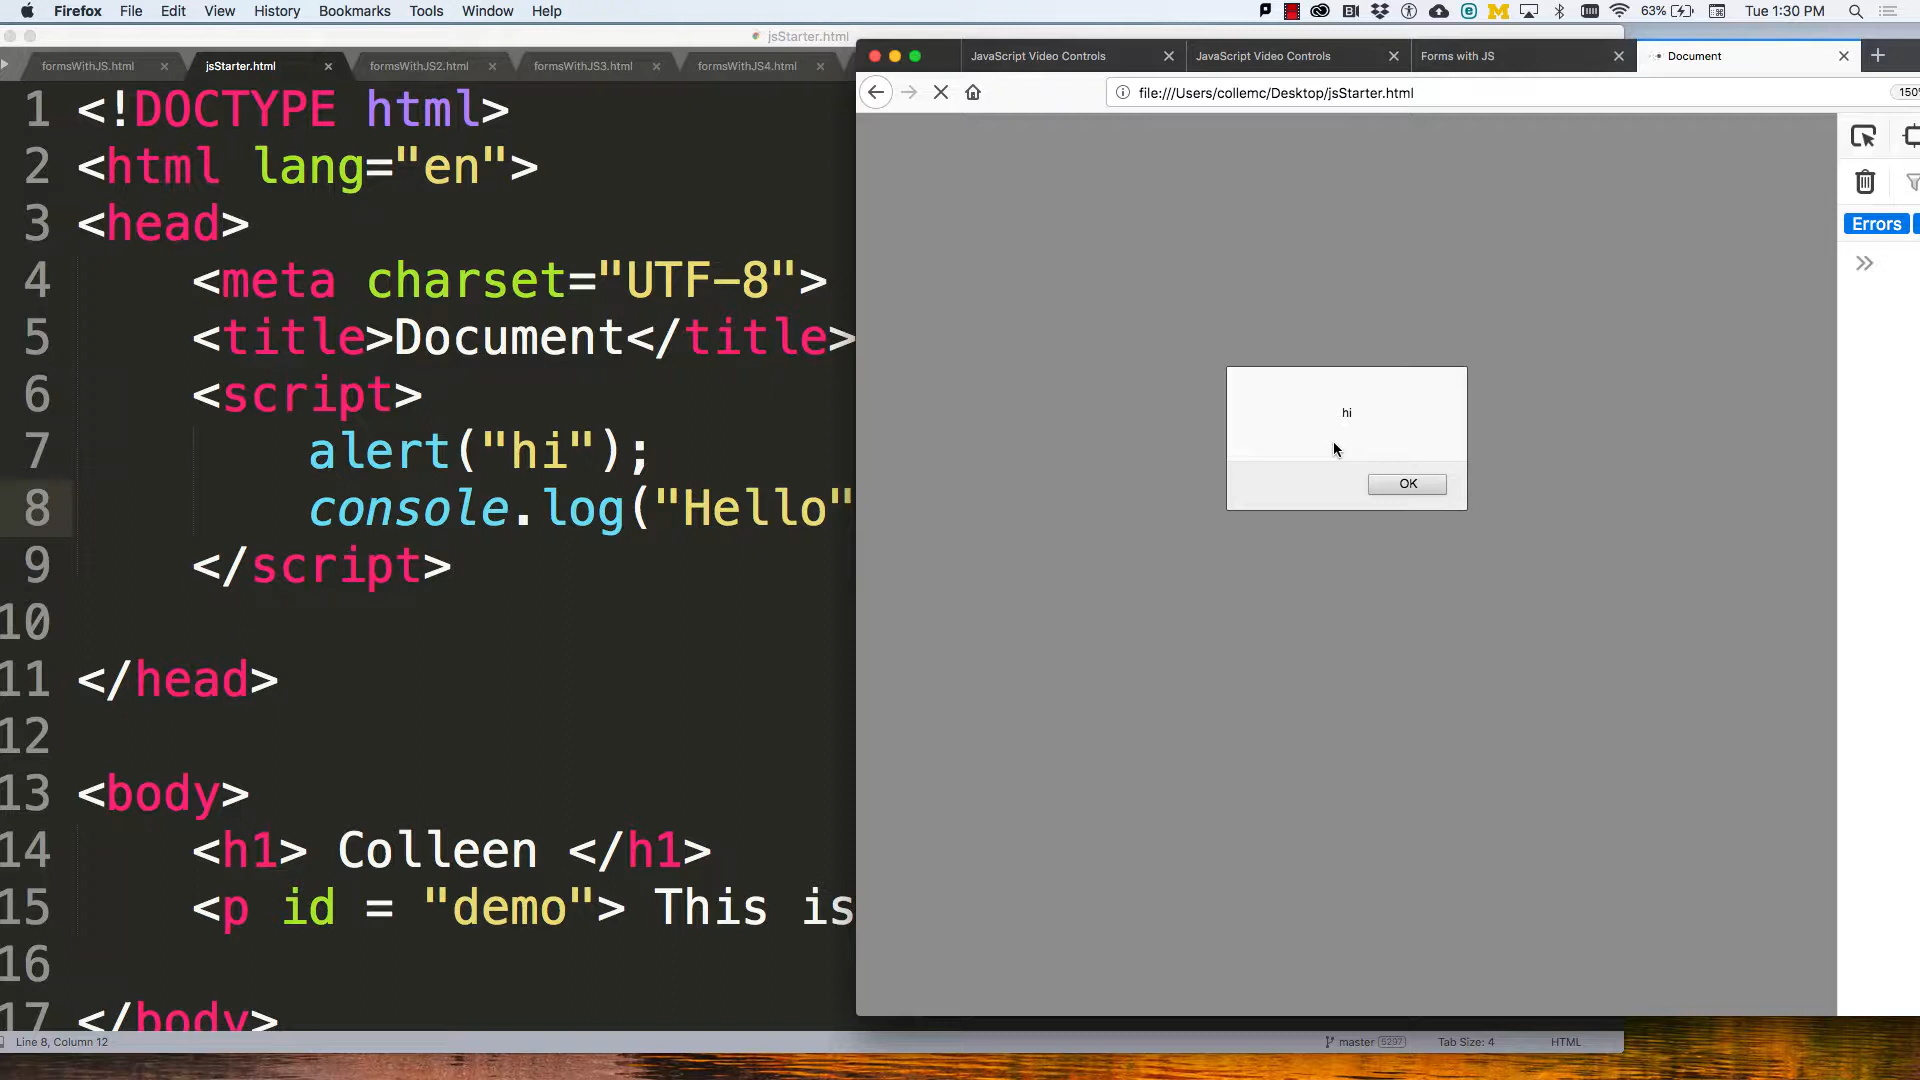 Firefox File Edit View History Bookmarks Tools Window Help
63% Tue 1:30 PM
jsStarter.html
formsWithJS.html jsStarter.html formsWithJS2.html formsWithJS3.html formsWithJS4.html
1 <!DOCTYPE html>
2 <html lang="en">
3 <head>
4 <meta charset="UTF-8">
5 <title>Document</title>
6 <script>
7 alert("hi");
8 console.log("Hello"
9 </script>
10
11 </head>
12
13 <body>
14 <h1> Colleen </h1>
15 <p id = "demo"> This is
16
17 </body>
Line 8, Column 12
master 5297 Tab Size: 4 HTML
JavaScript Video Controls JavaScript Video Controls Forms with JS Document
file:///Users/collemc/Desktop/jsStarter.html 150%
Errors
hi
OK